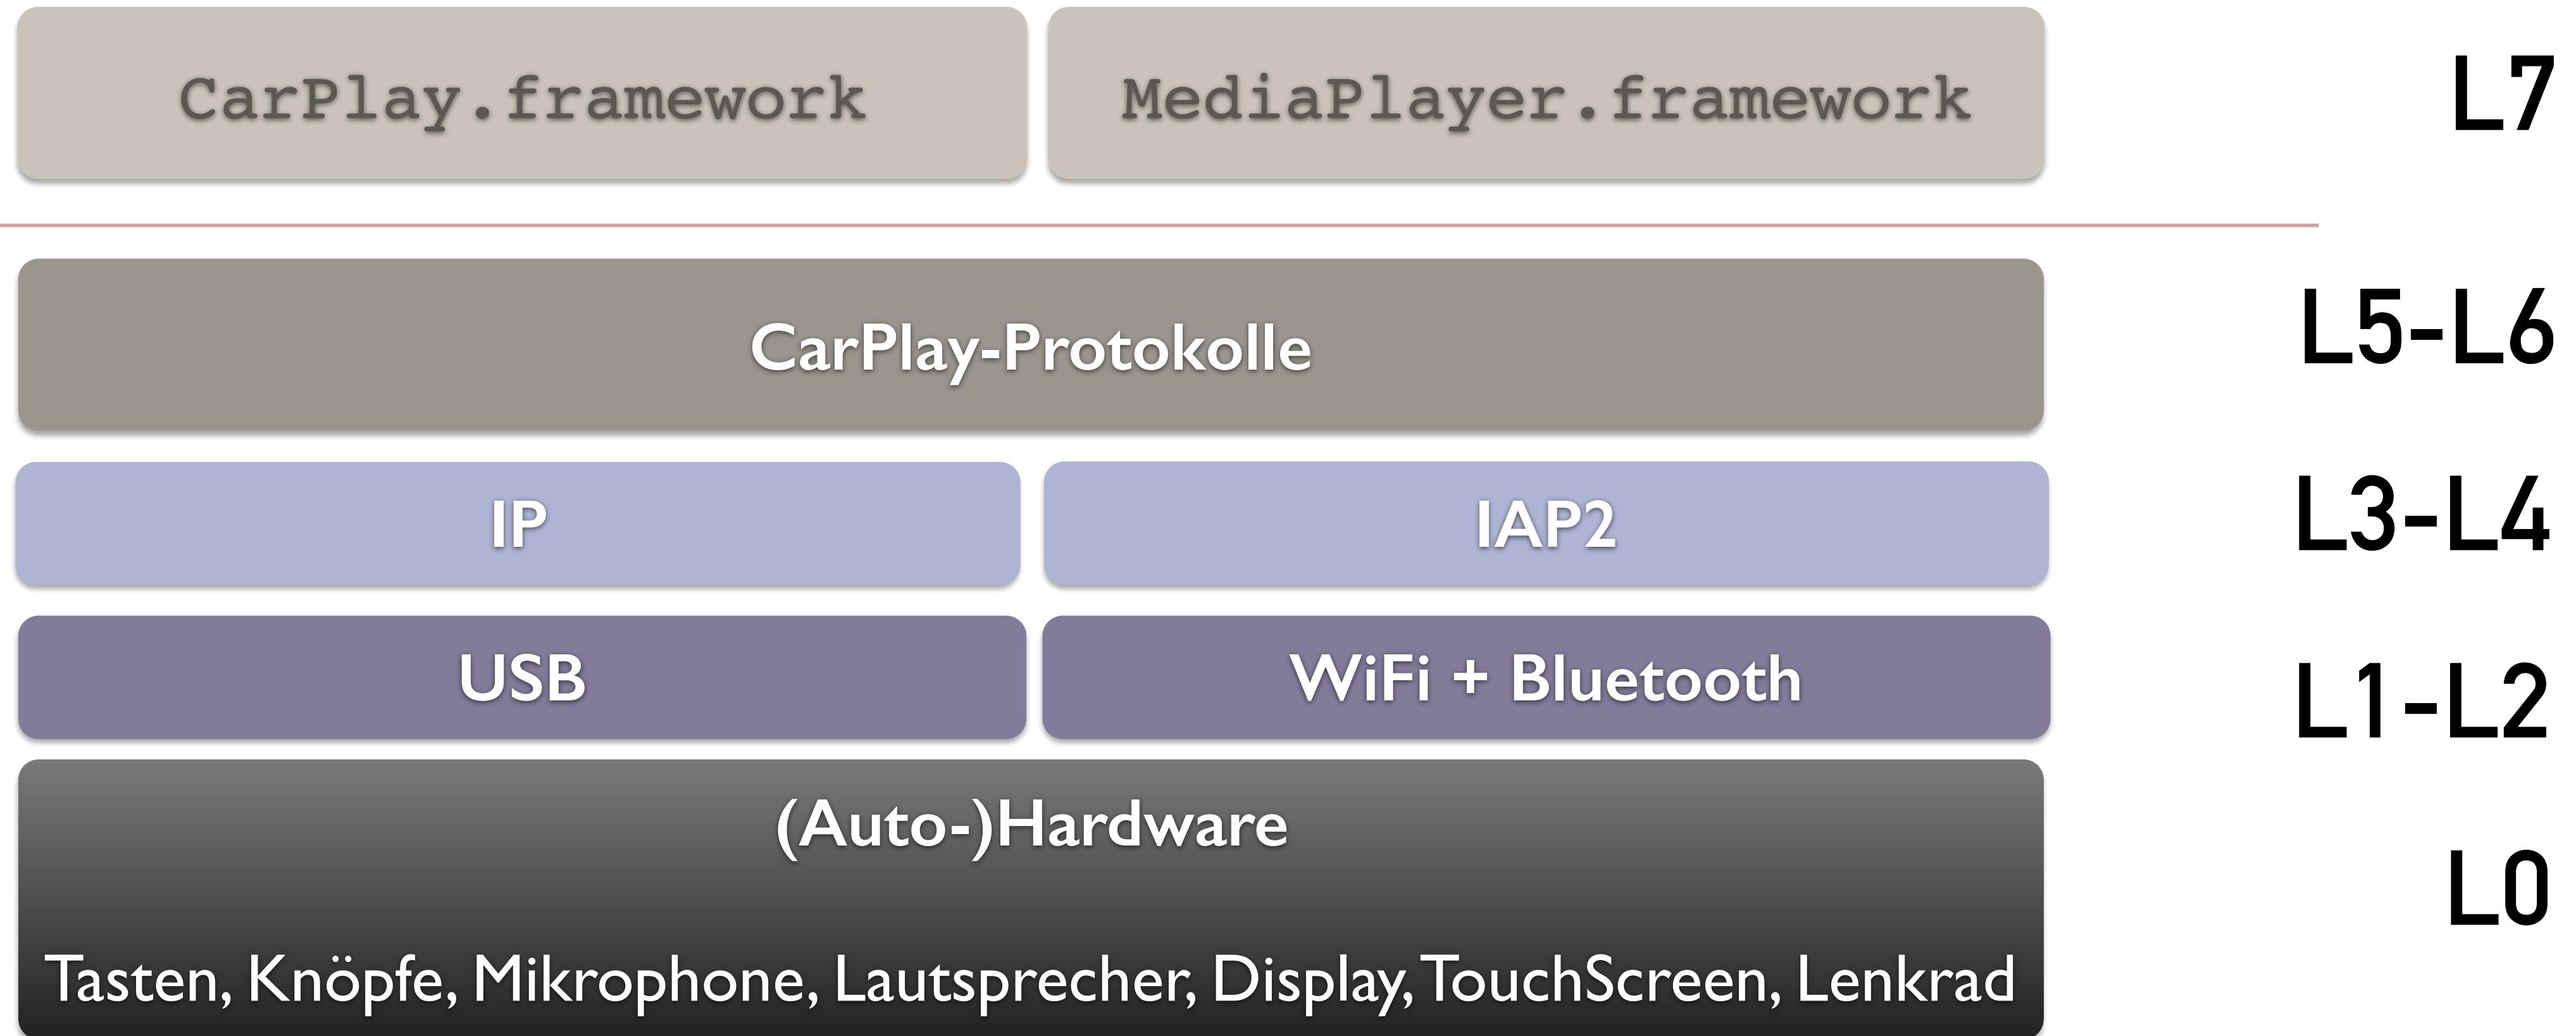 CarPlay.framework MediaPlayer.framework L7
CarPlay-Protokolle L5-L6
IP IAP2 L3-L4
USB WiFi + Bluetooth L1-L2
(Auto-)Hardware
L0
Tasten, Knöpfe, Mikrophone, Lautsprecher, Display, TouchScreen, Lenkrad